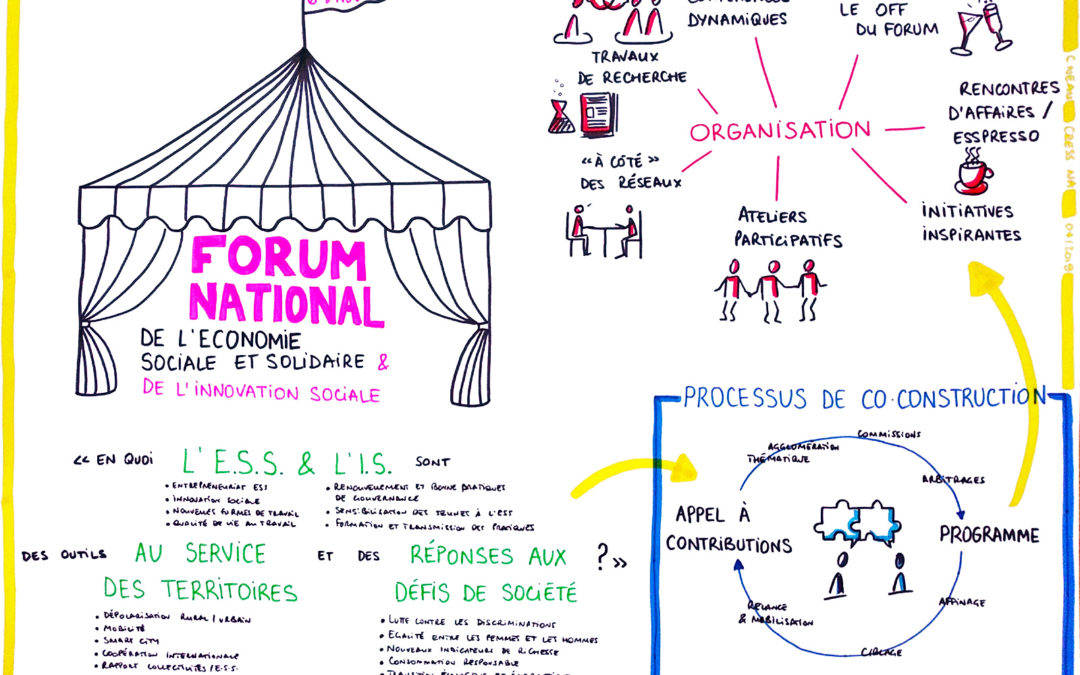 FORUM
NATIONAL
DE L'ECONOMIE
SOCIALE ET SOLIDAIRE &
DE L'INNOVATION SOCIALE
DYNAMIQUES
LE OFF
DU FORUM
TRAVAUX
DE RECHERCHE
RENCONTRES
D'AFFAIRES /
ESSPRESSO
ORGANISATION
«À CÔTÉ»
DES RÉSEAUX
ATELIERS
PARTICIPATIFS
INITIATIVES
INSPIRANTES
CRESS NA
04/2019
« EN QUOI L'E.S.S. & L'I.S. SONT
• ENTREPRENEURIAT ESS
• INNOVATION SOCIALE
• NOUVELLES FORMES DE TRAVAIL
• QUALITÉ DE VIE AU TRAVAIL
• RENOUVELLEMENT ET BONNE PRATIQUES
DE GOUVERNANCE
• SENSIBILISATION DES JEUNES À L'ESS
• FORMATION ET TRANSMISSION DES PRATIQUES
DES OUTILS AU SERVICE ET DES RÉPONSES AUX ?»
DES TERRITOIRES DÉFIS DE SOCIÉTÉ
• DÉPOLARISATION RURAL / URBAIN
• MOBILITÉ
• SMART CITY
• COOPÉRATION INTERNATIONALE
• RAPPORT COLLECTIVITÉS / E.S.S.
• LUTTE CONTRE LES DISCRIMINATIONS
• EGALITÉ ENTRE LES FEMMES ET LES HOMMES
• NOUVEAUX INDICATEURS DE RICHESSE
• CONSOMMATION RESPONSABLE
PROCESSUS DE CO-CONSTRUCTION
COMMISSIONS
AGGLOMÉRATION
THÉMATIQUE
ARBITRAGES
APPEL À
CONTRIBUTIONS
PROGRAMME
AFFINAGE
RELANCE
& MOBILISATION
CIBLAGE